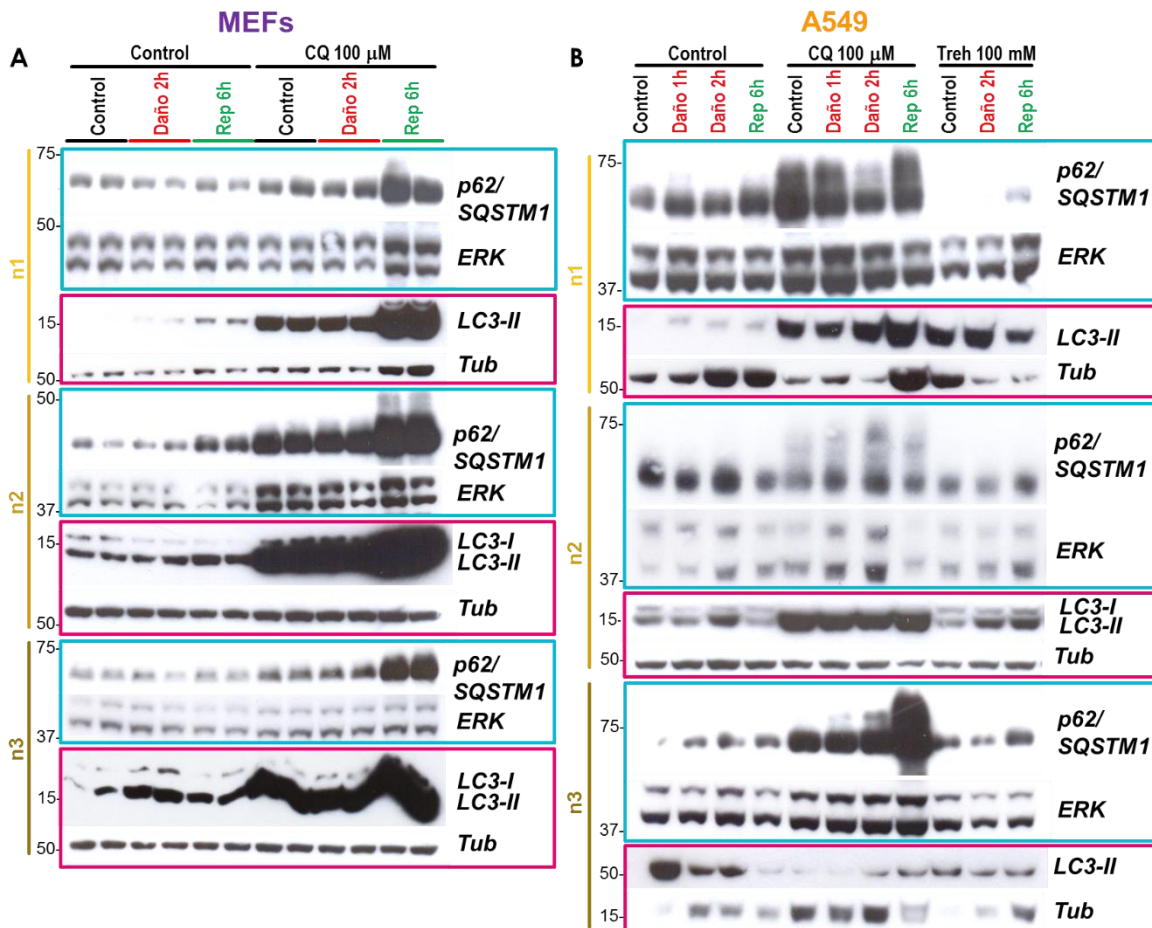 MEFs
A
Control
CQ 100 µM
Control
Daño 2h
Rep 6h
Control
Daño 2h
Rep 6h
n1
75-
p62/
SQSTM1
50-
ERK
15-
LC3-II
Tub
50-
n2
50-
p62/
SQSTM1
ERK
37-
15-
LC3-I
LC3-II
Tub
50-
n3
75-
p62/
SQSTM1
ERK
37-
LC3-I
LC3-II
15-
Tub
50-
A549
B
Control
CQ 100 µM
Treh 100 mM
Control
Daño 1h
Daño 2h
Rep 6h
Control
Daño 1h
Daño 2h
Rep 6h
Control
Daño 2h
Rep 6h
n1
75-
p62/
SQSTM1
ERK
37-
15-
LC3-II
Tub
50-
n2
75-
p62/
SQSTM1
ERK
37-
LC3-I
15-
LC3-II
Tub
50-
n3
p62/
75-
SQSTM1
ERK
37-
50-
LC3-II
15-
Tub